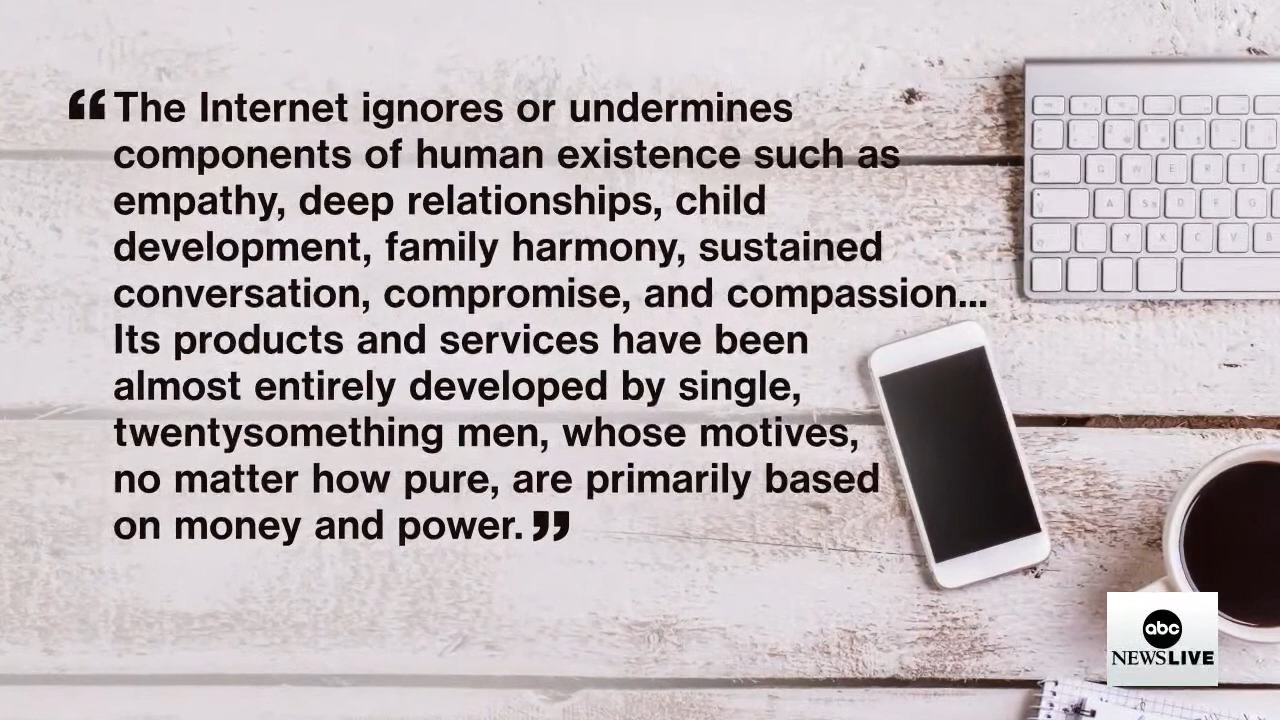 “The Internet ignores or undermines
components of human existence such as
empathy, deep relationships, child
development, family harmony, sustained
conversation, compromise, and compassion...
Its products and services have been
almost entirely developed by single,
twentysomething men, whose motives,
no matter how pure, are primarily based
on money and power.”
abc
NEWSLIVE